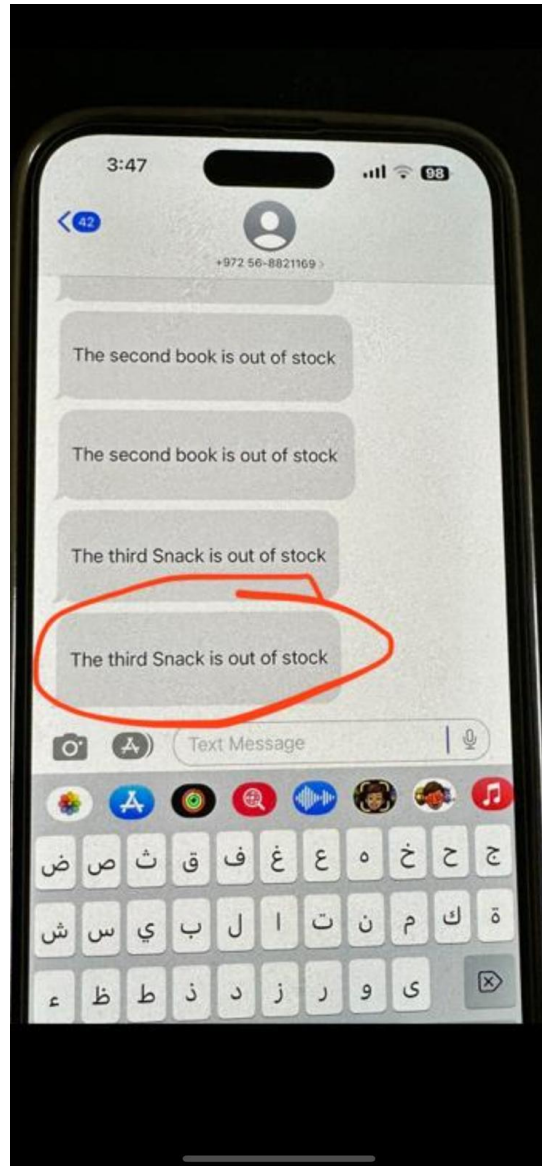 3:47
98
42
+972 56-8821169 >
The second book is out of stock
The second book is out of stock
The third Snack is out of stock
The third Snack is out of stock
Text Message
ض ص ث ق ف غ ع ه خ ح ج
ش س ي ب ل ا ت ن م ك ة
ء ظ ط ذ د ز ر و ى